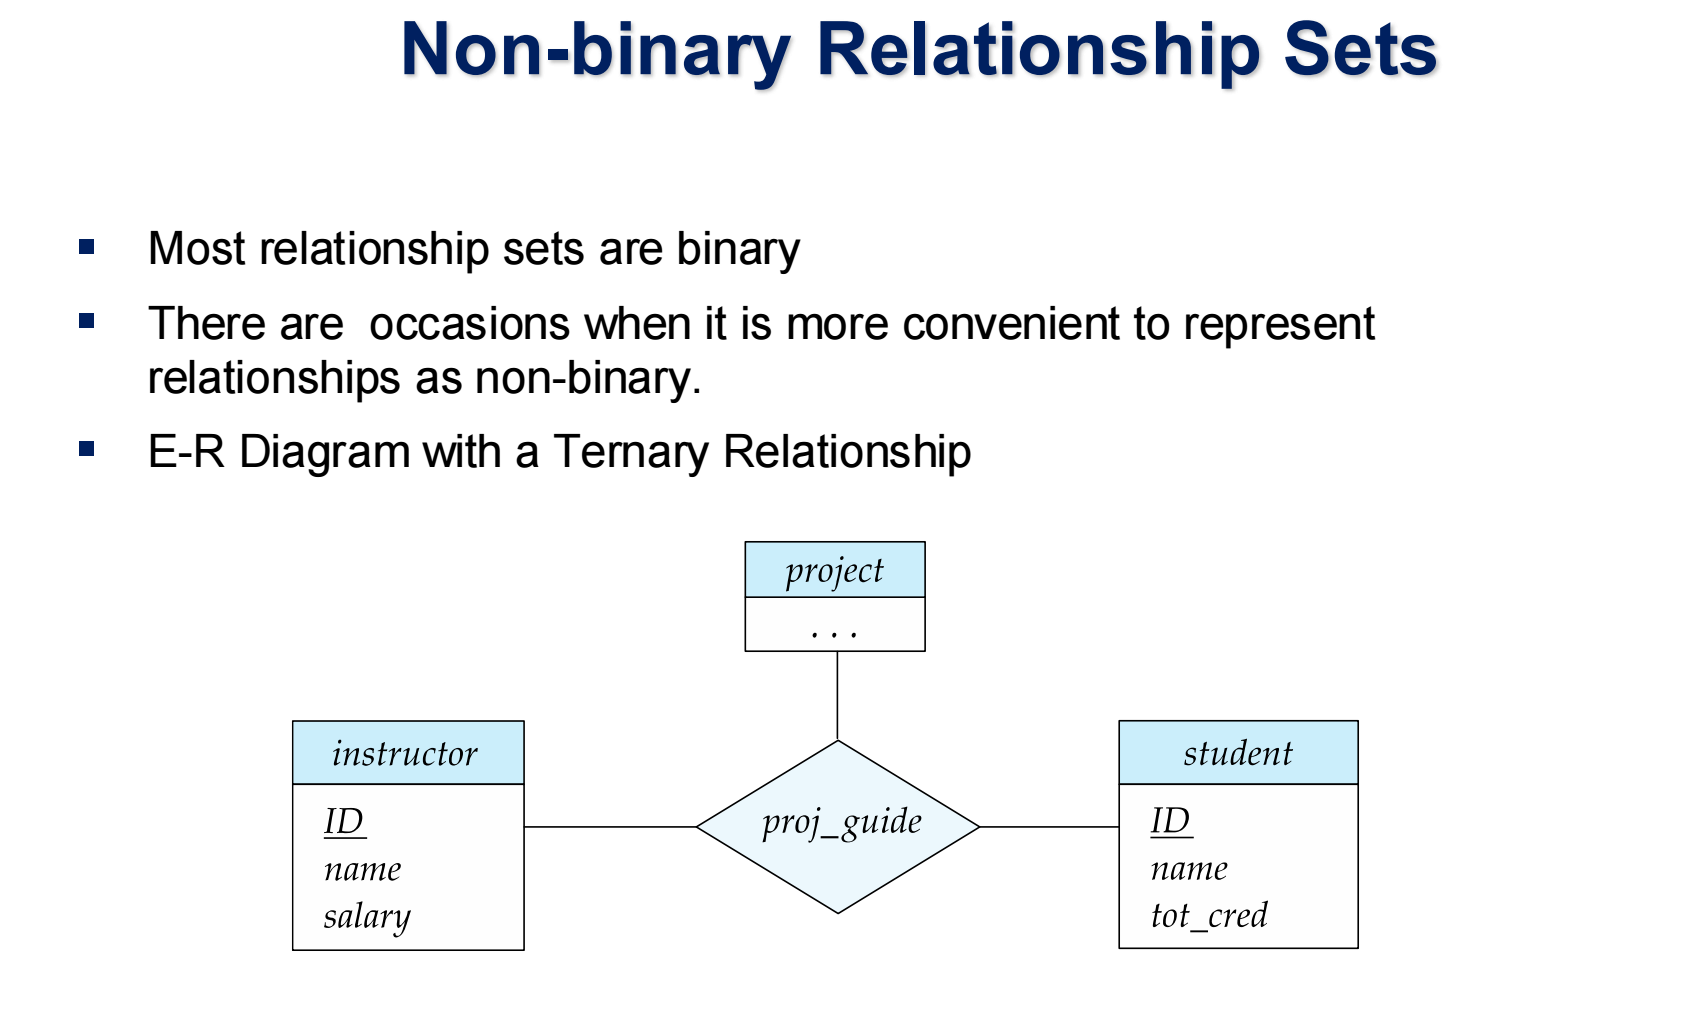 Non-binary Relationship Sets
Most relationship sets are binary
There are  occasions when it is more convenient to represent
relationships as non-binary.
E-R Diagram with a Ternary Relationship
project
. . .
instructor
ID
name
salary
proj_guide
student
ID
name
tot_cred